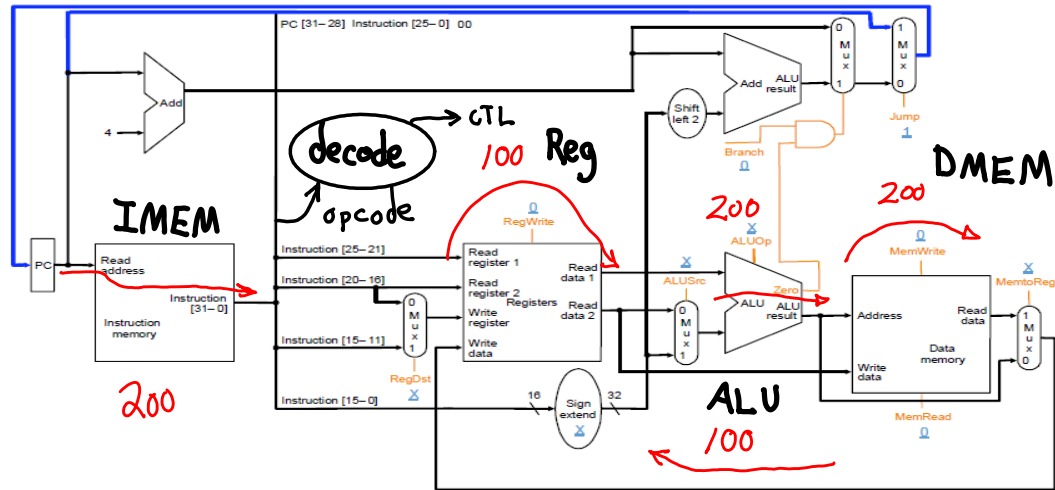 PC [31–28] Instruction [25–0] 00
0
Mux
1
1
Mux
0
Add
ALU
result
Add
4
Shift
left 2
decode
CTL
opcode
100
Reg
Branch
0
Jump
1
DMEM
200
IMEM
200
0
RegWrite
X
ALUOp
0
MemWrite
PC
Read
address
Instruction
[31–0]
Instruction
memory
200
Instruction [25–21]
Instruction [20–16]
Instruction [15–11]
Instruction [15–0]
0
Mux
1
RegDst
X
Read
register 1
Read
register 2
Write
register
Write
data
Registers
Read
data 1
Read
data 2
X
ALUSrc
0
Mux
1
Zero
ALU
ALU
result
Address
Write
data
Read
data
Data
memory
X
MemtoReg
1
Mux
0
16
Sign
extend
X
32
ALU
100
MemRead
0